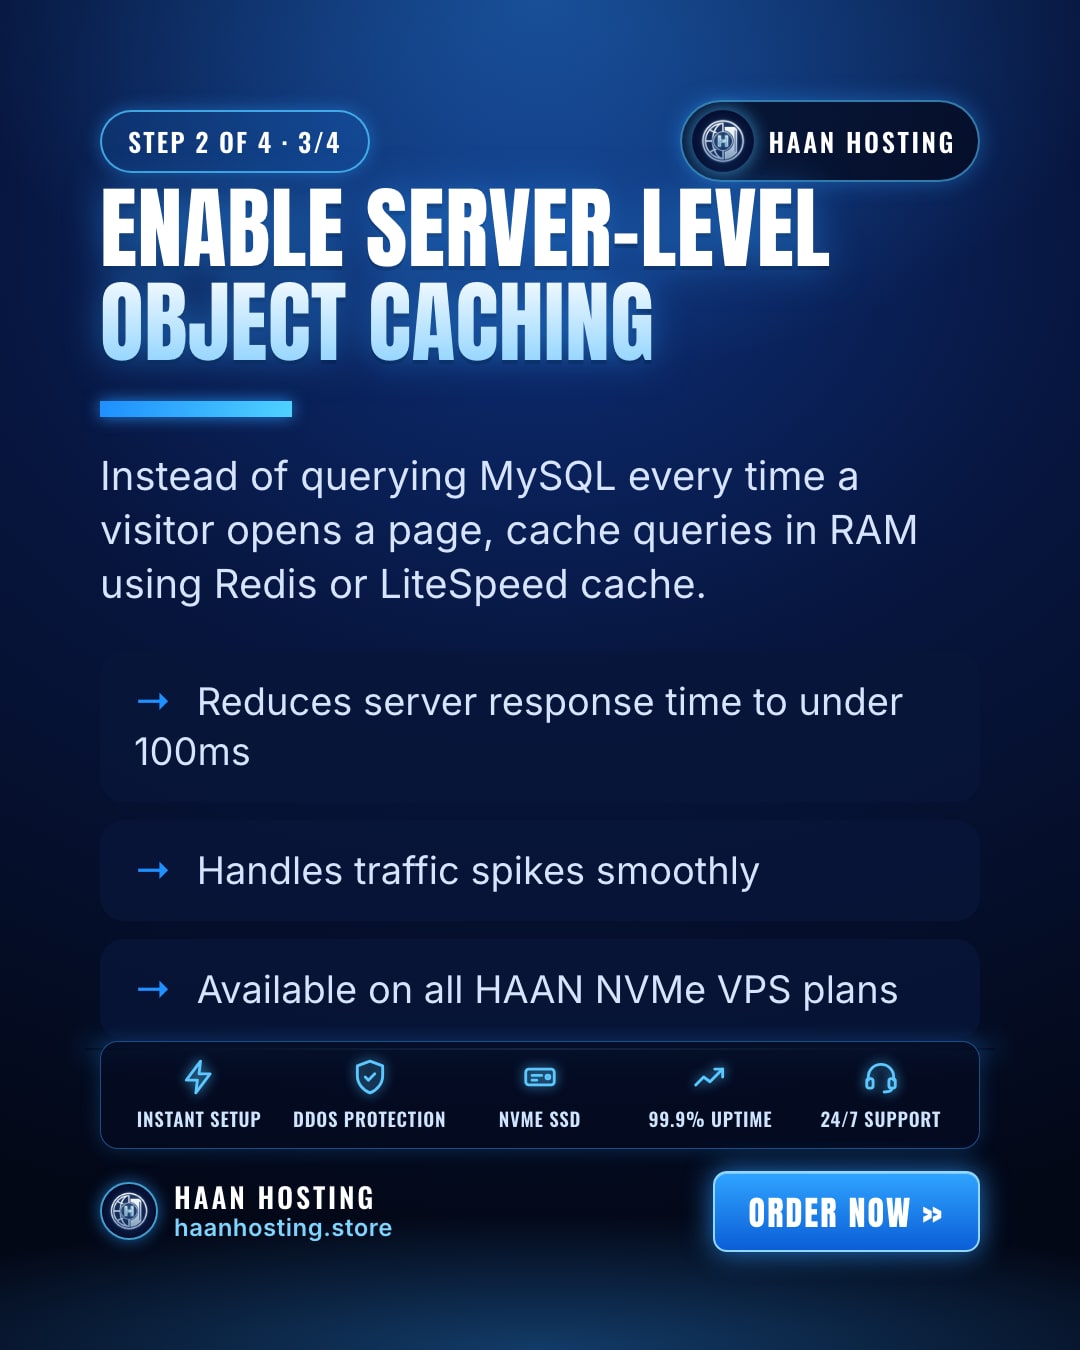 STEP 2 OF 4 · 3/4
HAAN HOSTING
ENABLE SERVER-LEVEL
OBJECT CACHING
Instead of querying MySQL every time a
visitor opens a page, cache queries in RAM
using Redis or LiteSpeed cache.
→ Reduces server response time to under
100ms
→ Handles traffic spikes smoothly
→ Available on all HAAN NVMe VPS plans
INSTANT SETUP
DDOS PROTECTION
NVME SSD
99.9% UPTIME
24/7 SUPPORT
HAAN HOSTING
haanhosting.store
ORDER NOW »